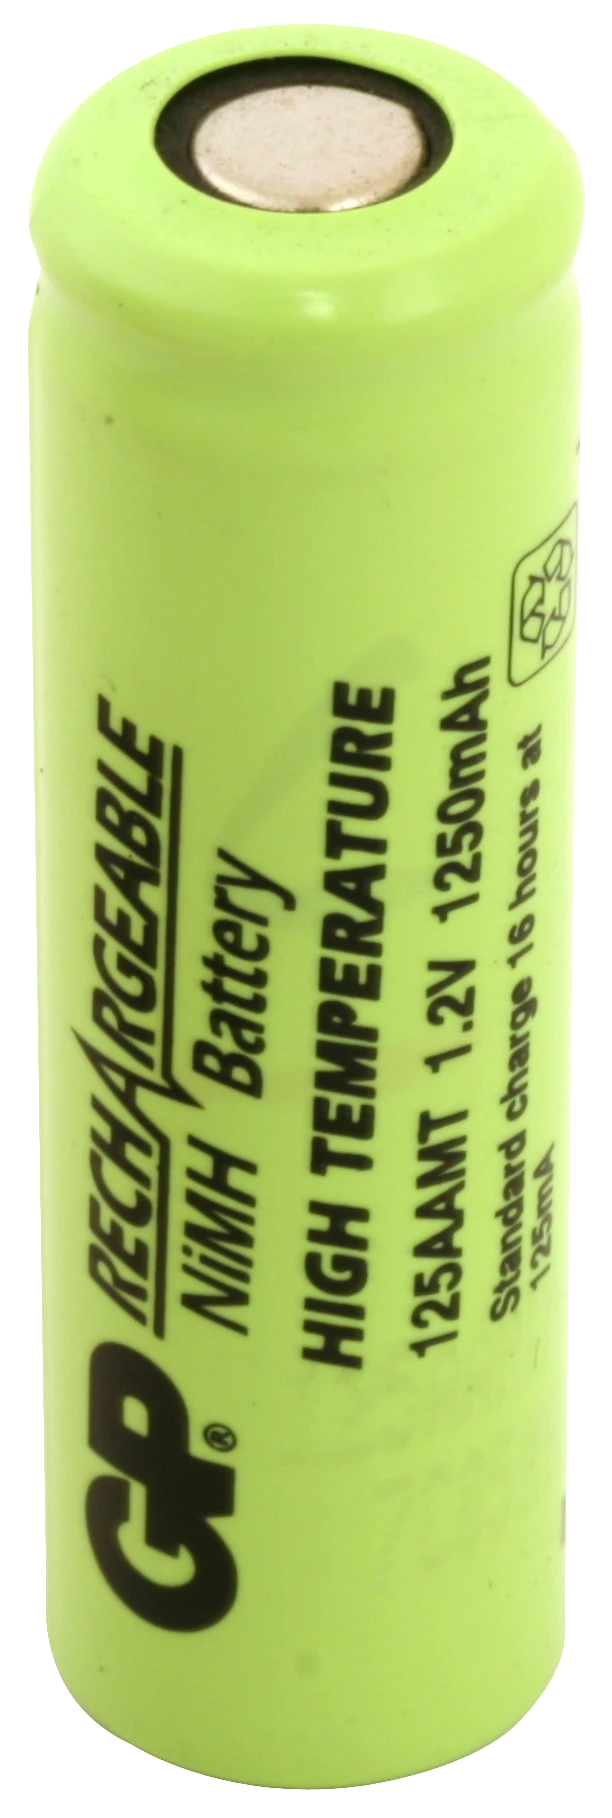 GP® RECHARGEABLE
NiMH Battery
HIGH TEMPERATURE
125AAMT 1.2V 1250mAh
Standard charge 16 hours at
125mA